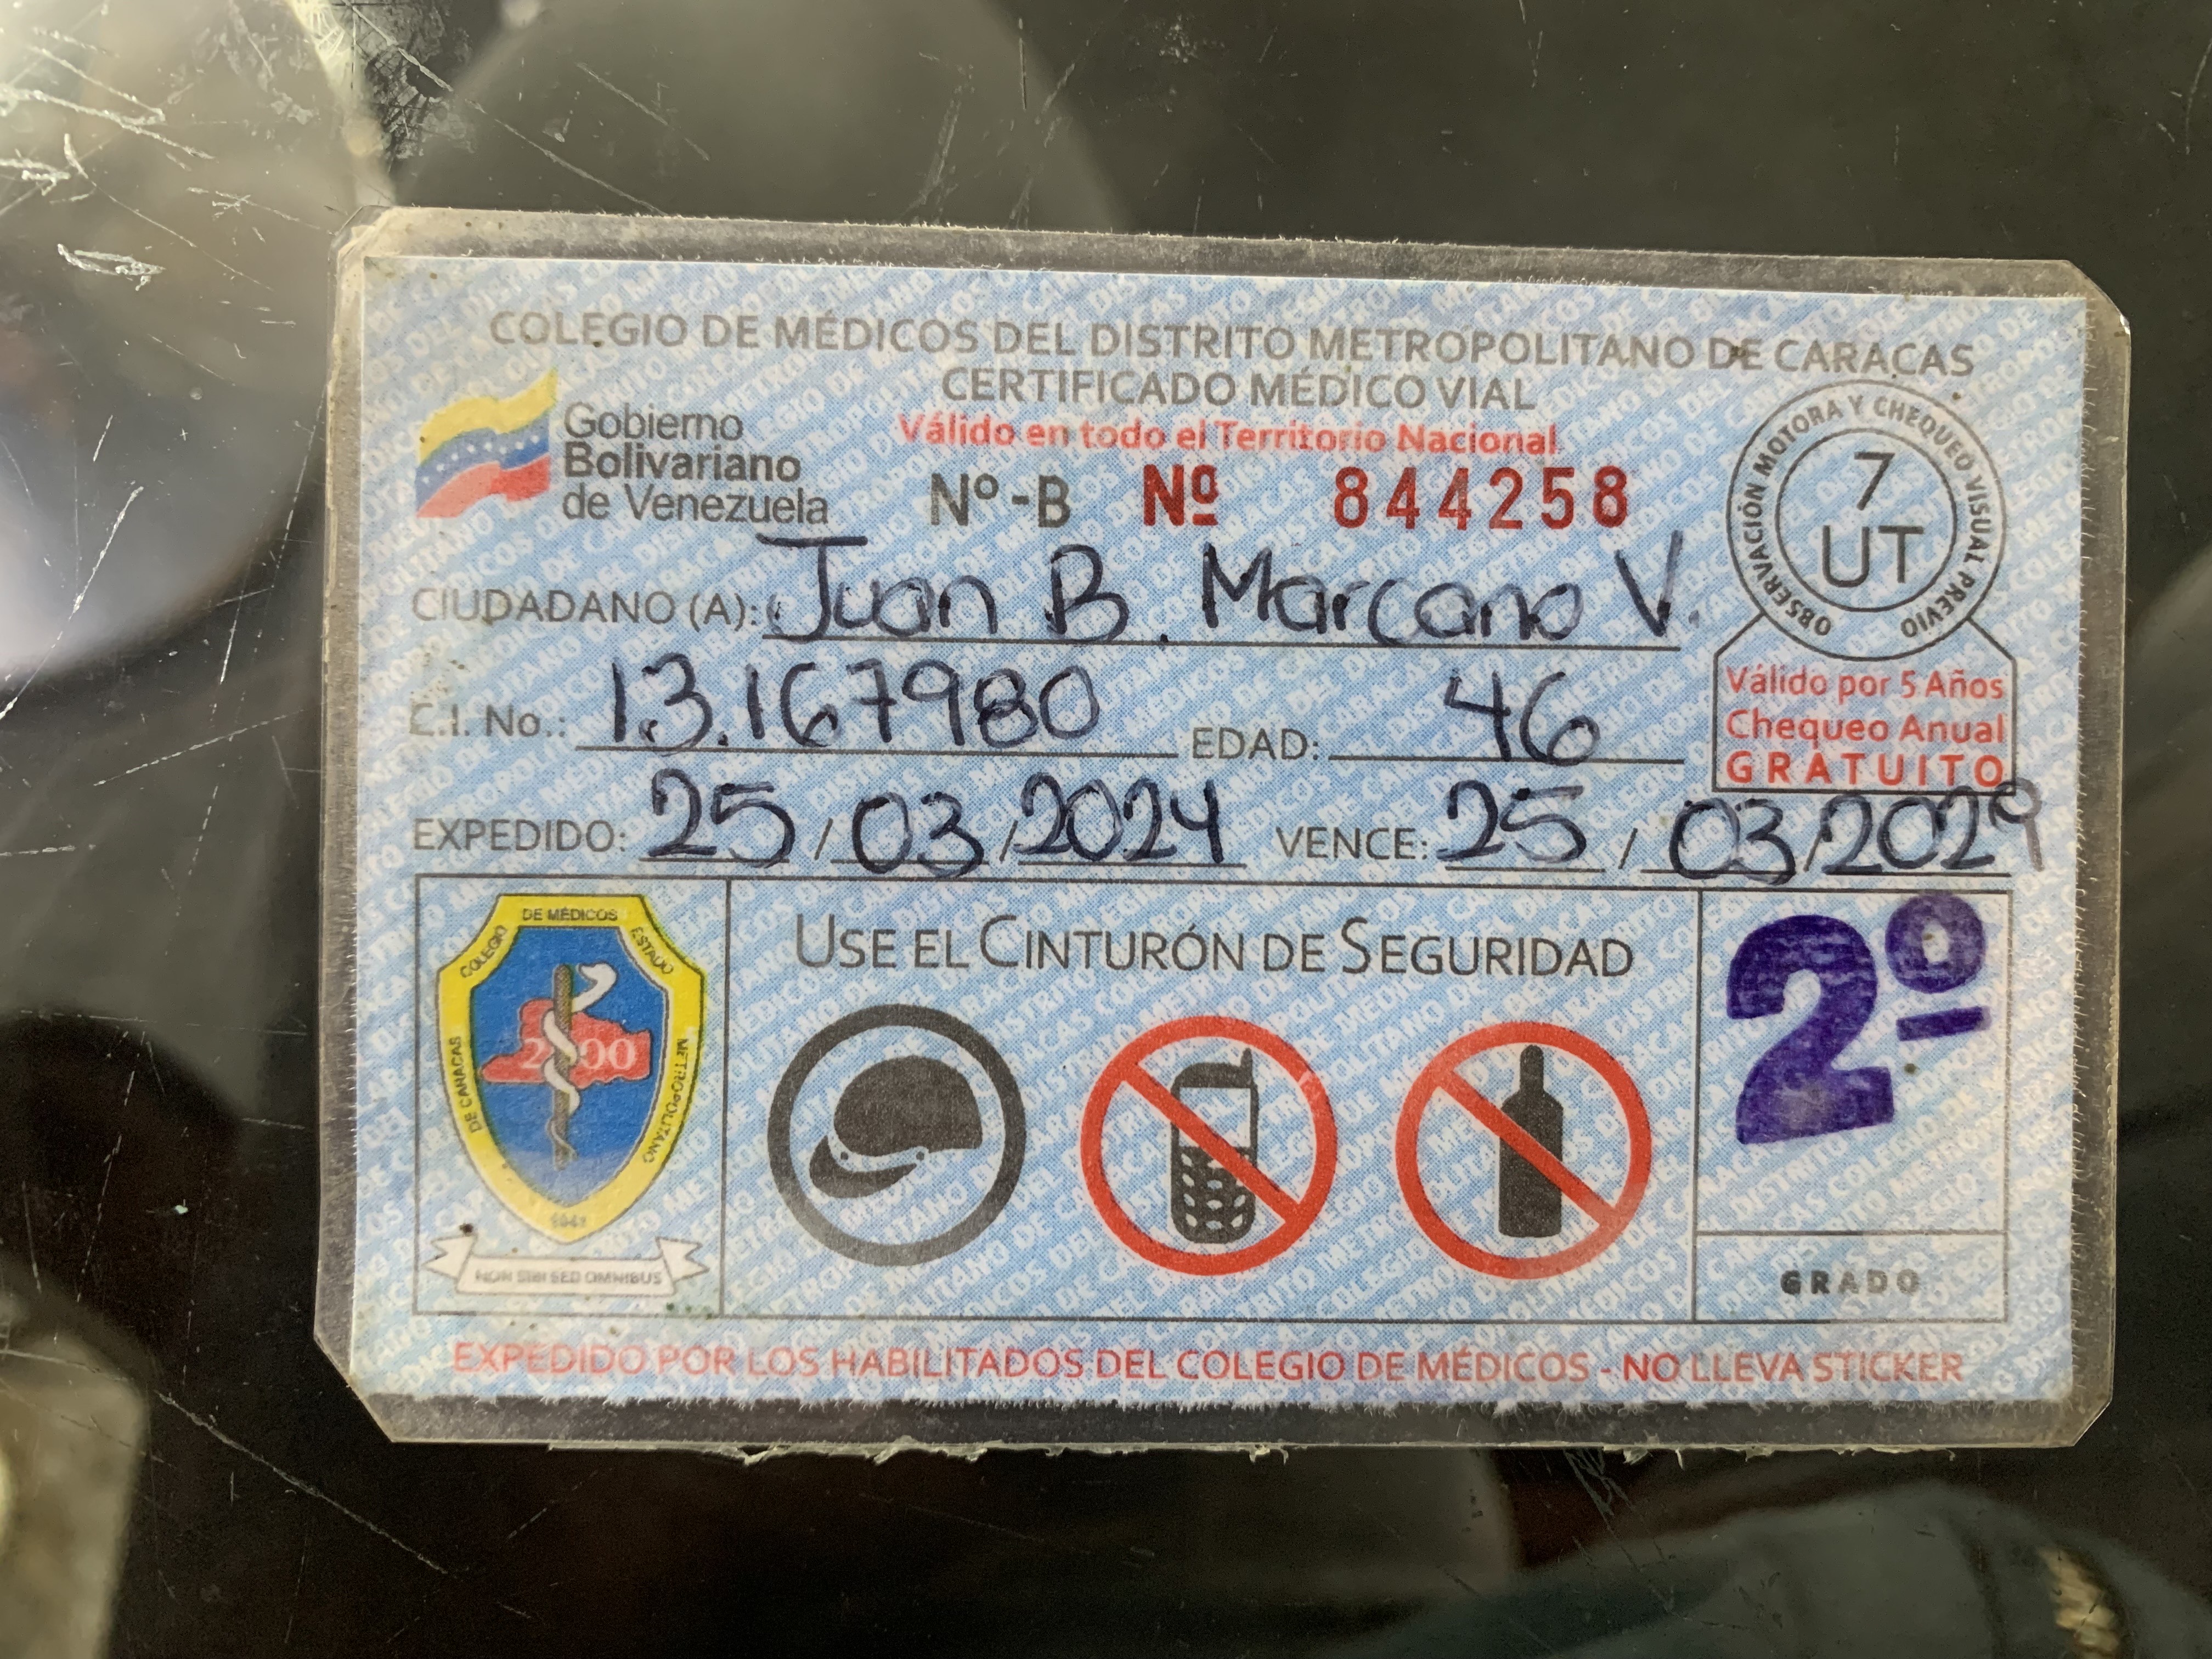 COLEGIO DE MÉDICOS DEL DISTRITO METROPOLITANO DE CARACAS
CERTIFICADO MÉDICO VIAL
Válido en todo el Territorio Nacional
Gobierno
Bolivariano
de Venezuela
Nº-B Nº 844258
OBSERVACIÓN MOTORA Y CHEQUEO VISUAL PREVIO
7
UT
CIUDADANO (A): Juan B. Marcano V.
C.I. No.: 13.167980 EDAD: 46
Válido por 5 Años
Chequeo Anual
GRATUITO
EXPEDIDO: 25/03/2024 VENCE: 25/03/2029
COLEGIO DE MÉDICOS ESTADO METROPOLITANO DE CARACAS
2000
NON SIBI SED OMNIBUS
USE EL CINTURÓN DE SEGURIDAD
2º
GRADO
EXPEDIDO POR LOS HABILITADOS DEL COLEGIO DE MÉDICOS - NO LLEVA STICKER